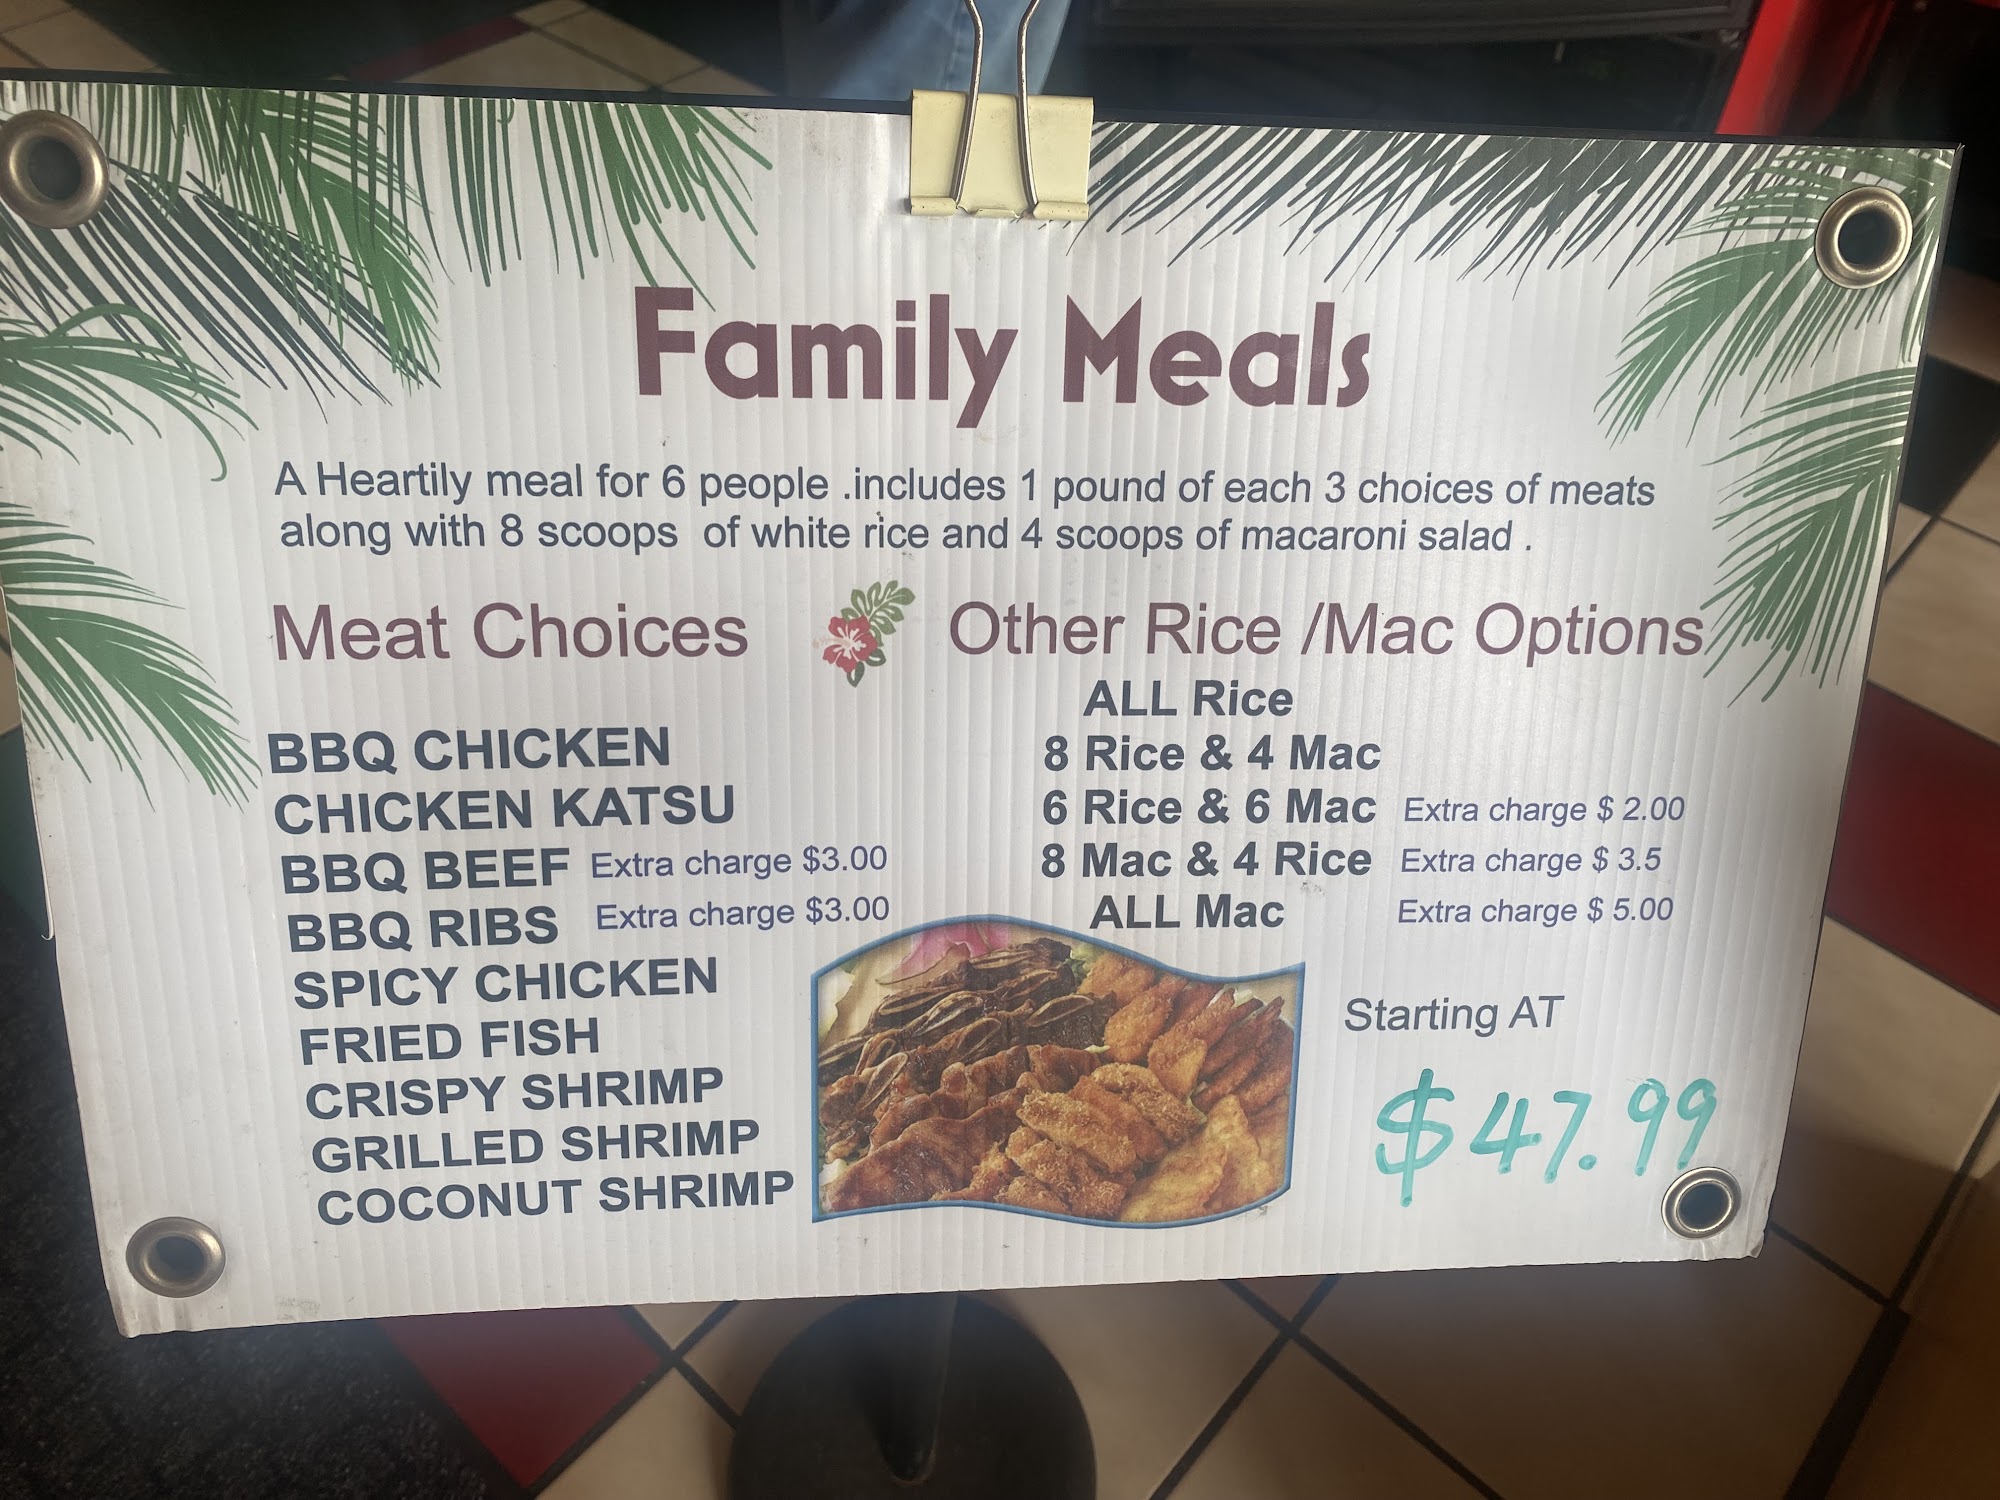 Family Meals
A Heartily meal for 6 people .includes 1 pound of each 3 choices of meats
along with 8 scoops of white rice and 4 scoops of macaroni salad .
Meat Choices
BBQ CHICKEN
CHICKEN KATSU
BBQ BEEF Extra charge $3.00
BBQ RIBS Extra charge $3.00
SPICY CHICKEN
FRIED FISH
CRISPY SHRIMP
GRILLED SHRIMP
COCONUT SHRIMP
Other Rice /Mac Options
ALL Rice
8 Rice & 4 Mac
6 Rice & 6 Mac Extra charge $ 2.00
8 Mac & 4 Rice Extra charge $ 3.5
ALL Mac Extra charge $ 5.00
Starting AT
$47.99